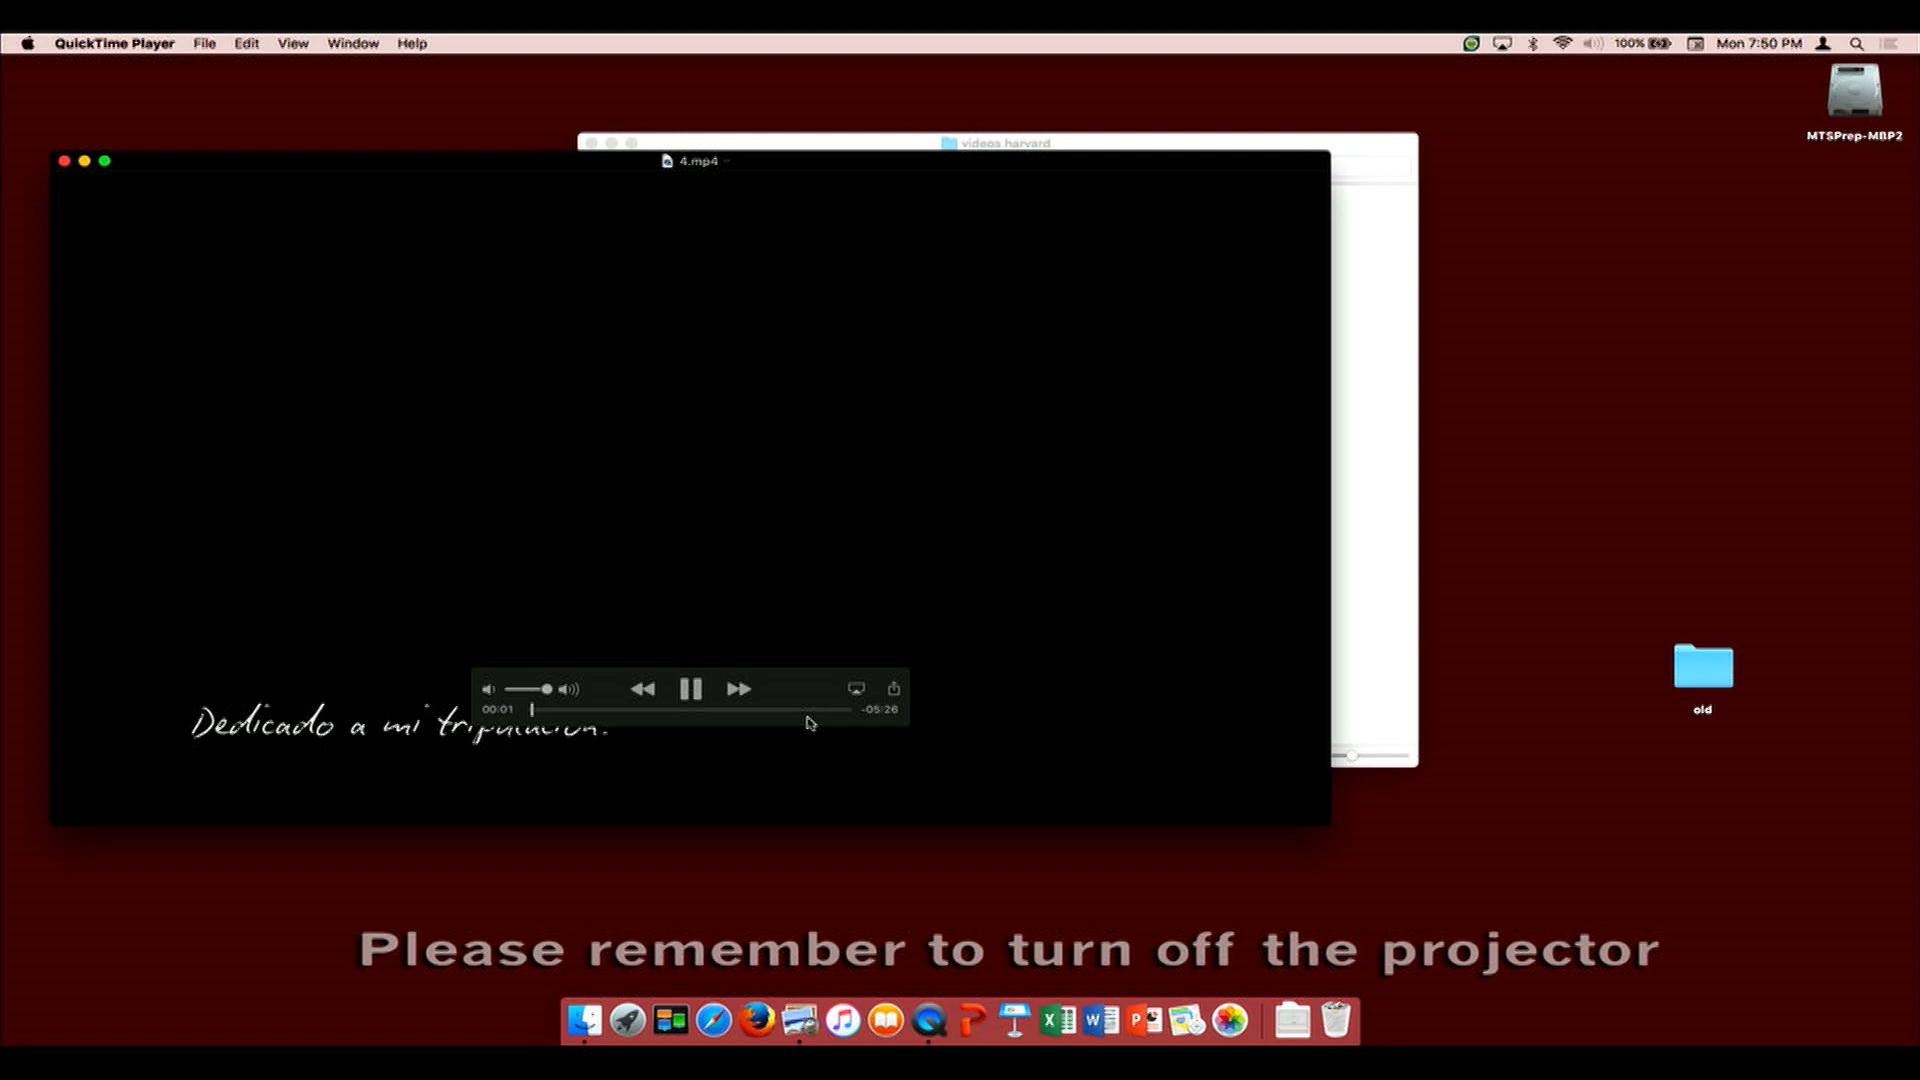 QuickTime Player File Edit View Window Help 100% Mon 7:50 PM
MTSPrep-MBP2
videos harvard
4.mp4
00:01 -05:26
Dedicado a mi tripulación.
old
Please remember to turn off the projector